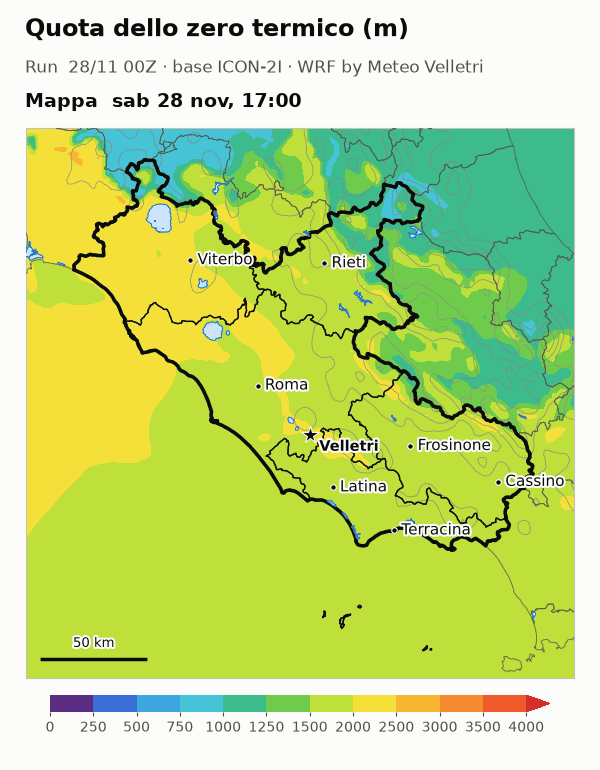 Quota dello zero termico (m)
Run  28/11 00Z · base ICON-2I · WRF by Meteo Velletri
Mappa  sab 28 nov, 17:00
Viterbo
Rieti
Roma
Velletri
Frosinone
Cassino
Latina
Terracina
50 km
0 250 500 750 1000 1250 1500 2000 2500 3000 3500 4000